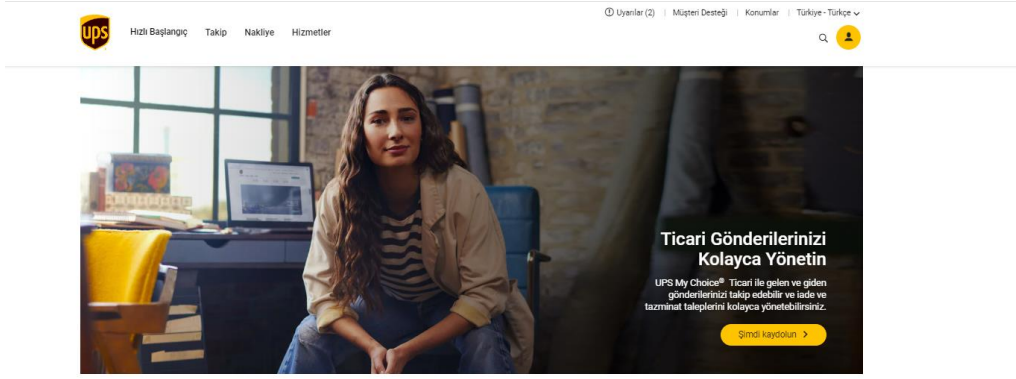 Uyarılar (2) Müşteri Desteği Konumlar Türkiye - Türkçe
ups
Hızlı Başlangıç Takip Nakliye Hizmetler
Ticari Gönderilerinizi
Kolayca Yönetin
UPS My Choice® Ticari ile gelen ve giden
gönderilerinizi takip edebilir ve iade ve
tazminat taleplerini kolayca yönetebilirsiniz.
Şimdi kaydolun